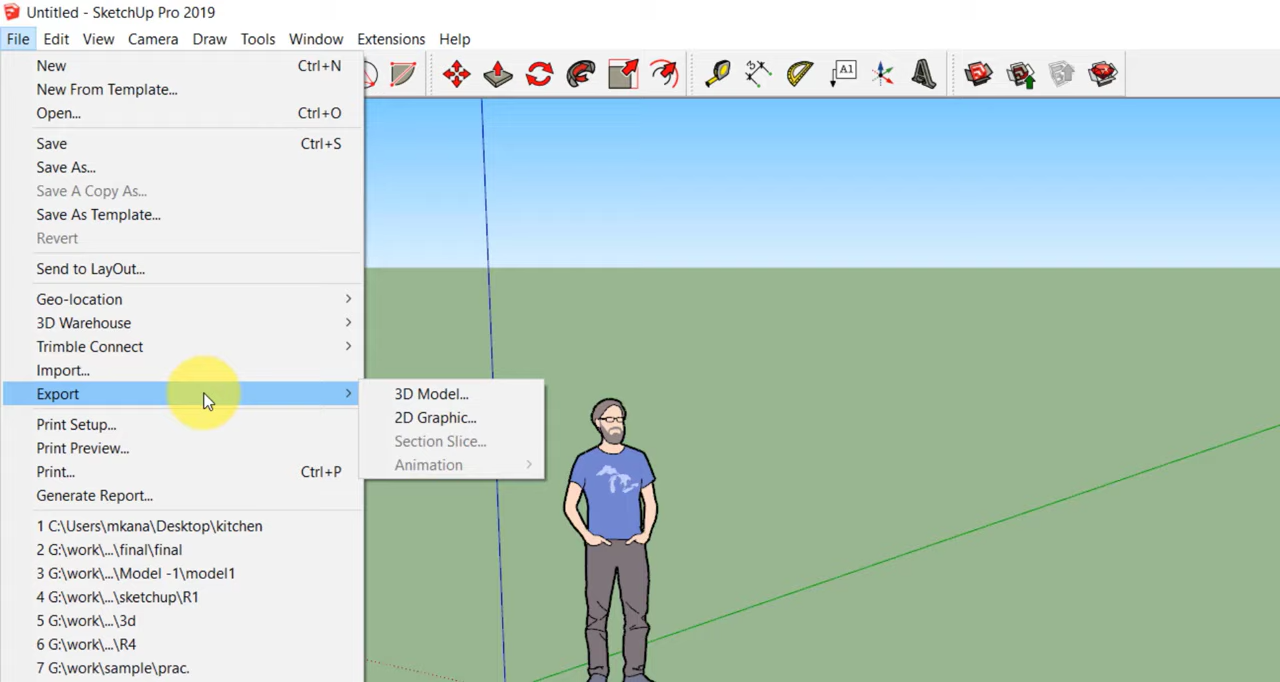 Untitled - SketchUp Pro 2019
File Edit View Camera Draw Tools Window Extensions Help
New Ctrl+N
New From Template...
Open... Ctrl+O
Save Ctrl+S
Save As...
Save A Copy As...
Save As Template...
Revert
Send to LayOut...
Geo-location
3D Warehouse
Trimble Connect
Import...
Export
3D Model...
2D Graphic...
Section Slice...
Animation
Print Setup...
Print Preview...
Print... Ctrl+P
Generate Report...
1 C:\Users\mkana\Desktop\kitchen
2 G:\work\...\final\final
3 G:\work\...\Model -1\model1
4 G:\work\...\sketchup\R1
5 G:\work\...\3d
6 G:\work\...\R4
7 G:\work\sample\prac.
A1